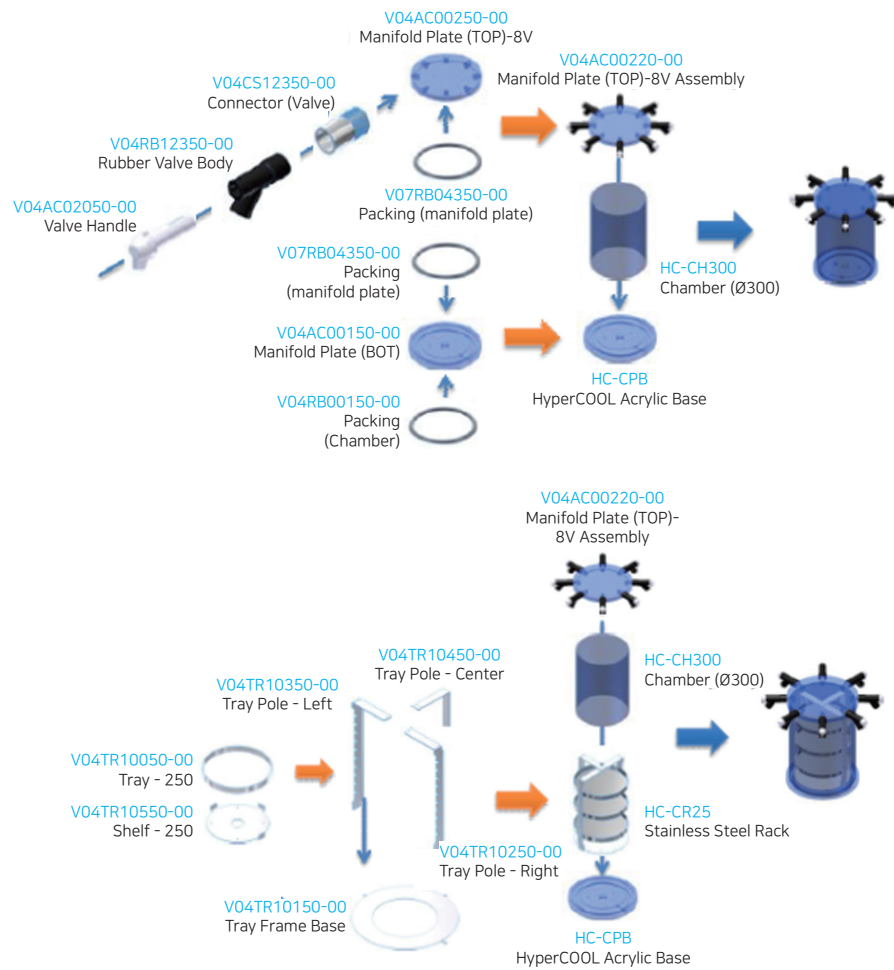 V04AC00250-00
Manifold Plate (TOP)-8V
V04AC00220-00
Manifold Plate (TOP)-8V Assembly
V04CS12350-00
Connector (Valve)
V04RB12350-00
Rubber Valve Body
V04AC02050-00
Valve Handle
V07RB04350-00
Packing (manifold plate)
V07RB04350-00
Packing
(manifold plate)
HC-CH300
Chamber (Ø300)
V04AC00150-00
Manifold Plate (BOT)
HC-CPB
HyperCOOL Acrylic Base
V04RB00150-00
Packing
(Chamber)
V04AC00220-00
Manifold Plate (TOP)-
8V Assembly
V04TR10450-00
Tray Pole - Center
HC-CH300
Chamber (Ø300)
V04TR10350-00
Tray Pole - Left
V04TR10050-00
Tray - 250
V04TR10550-00
Shelf - 250
HC-CR25
Stainless Steel Rack
V04TR10250-00
Tray Pole - Right
V04TR10150-00
Tray Frame Base
HC-CPB
HyperCOOL Acrylic Base